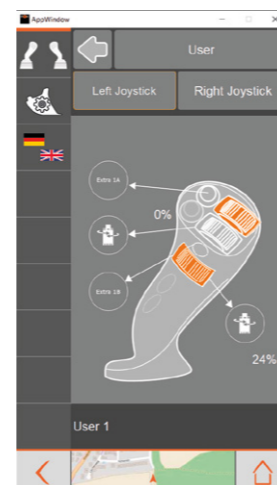 AppWindow
User
Left Joystick
Right Joystick
Extra 1A
0%
Extra 1B
24%
User 1